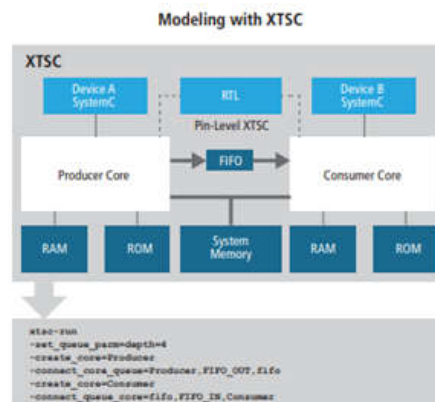 Modeling with XTSC
XTSC
Device A
SystemC
RTL
Device B
SystemC
Pin-Level XTSC
Producer Core
FIFO
Consumer Core
RAM
ROM
System
Memory
RAM
ROM
xtsc-run
-set_queue_parm=depth=4
-create_core=Producer
-connect_core_queue=Producer,FIFO_OUT,fifo
-create_core=Consumer
-connect_queue_core=fifo,FIFO_IN,Consumer